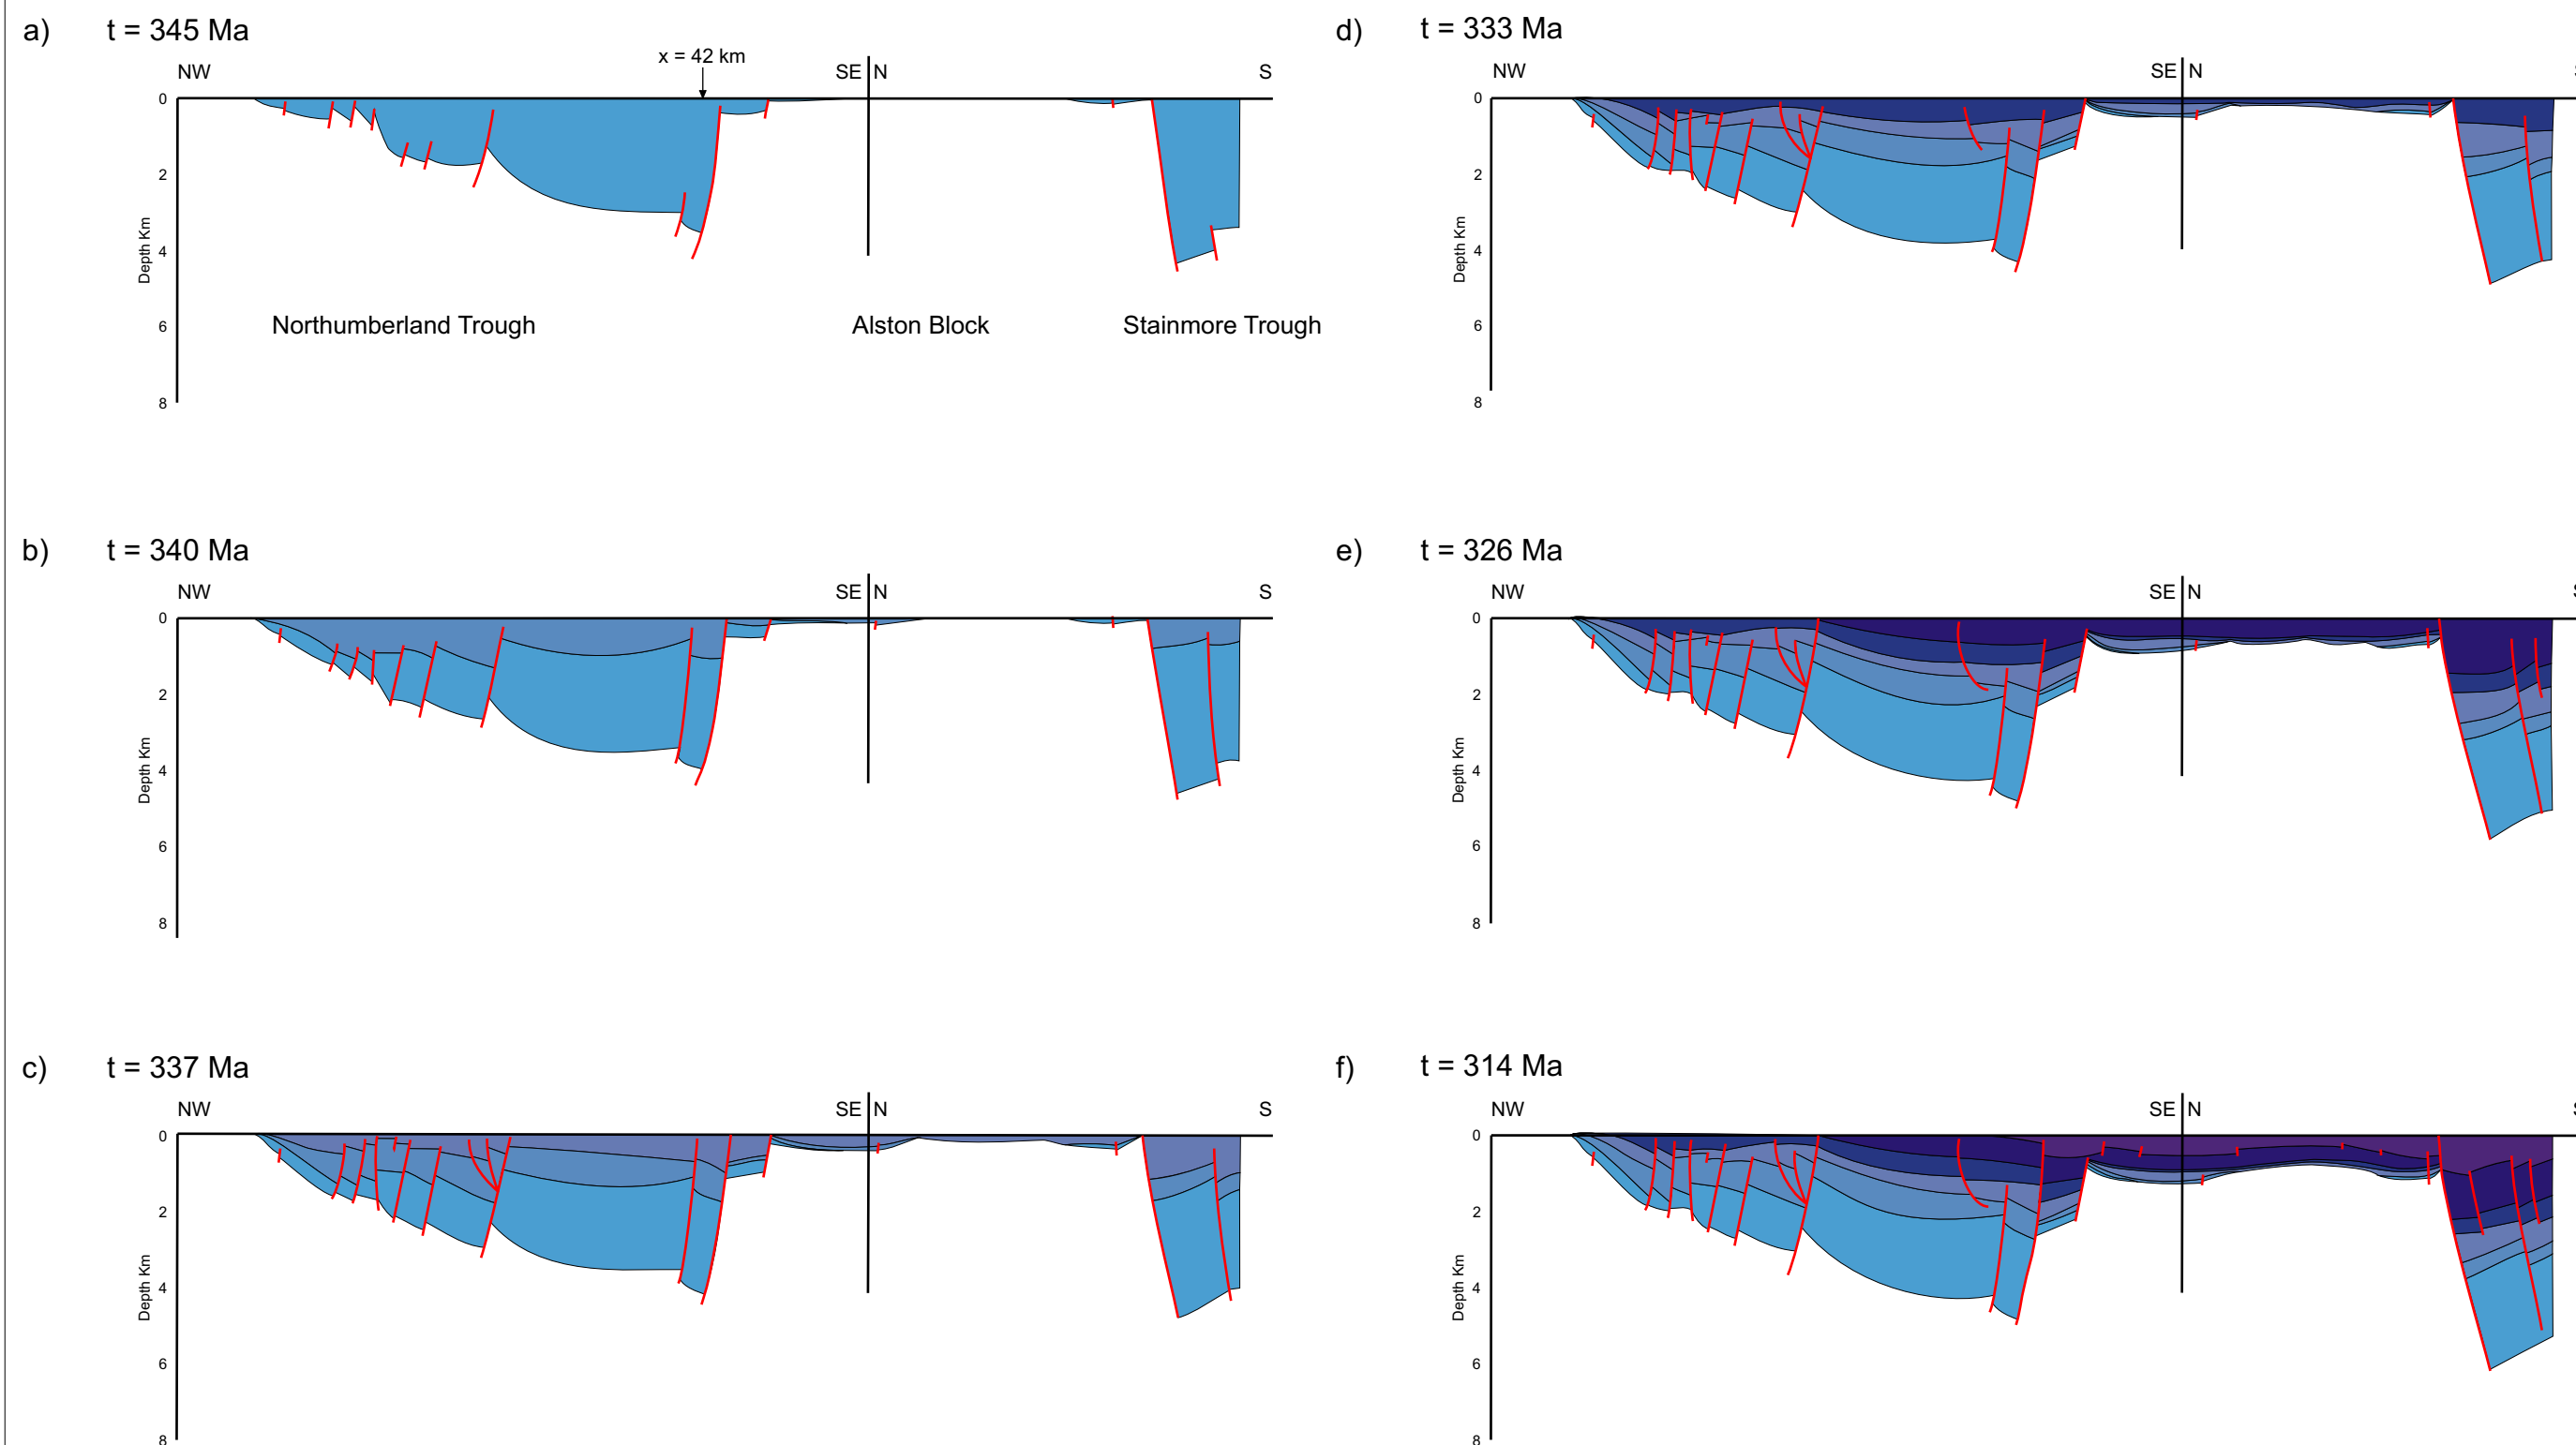 a) t = 345 Ma
x = 42 km
NW SE N S
0
2
4
6
8
Depth Km
Northumberland Trough Alston Block Stainmore Trough
b) t = 340 Ma
NW SE N S
0
2
4
6
8
Depth Km
c) t = 337 Ma
NW SE N S
0
2
4
6
8
Depth Km
d) t = 333 Ma
NW SE N
0
2
4
6
8
Depth Km
e) t = 326 Ma
NW SE N
0
2
4
6
8
Depth Km
f) t = 314 Ma
NW SE N
0
2
4
6
8
Depth Km